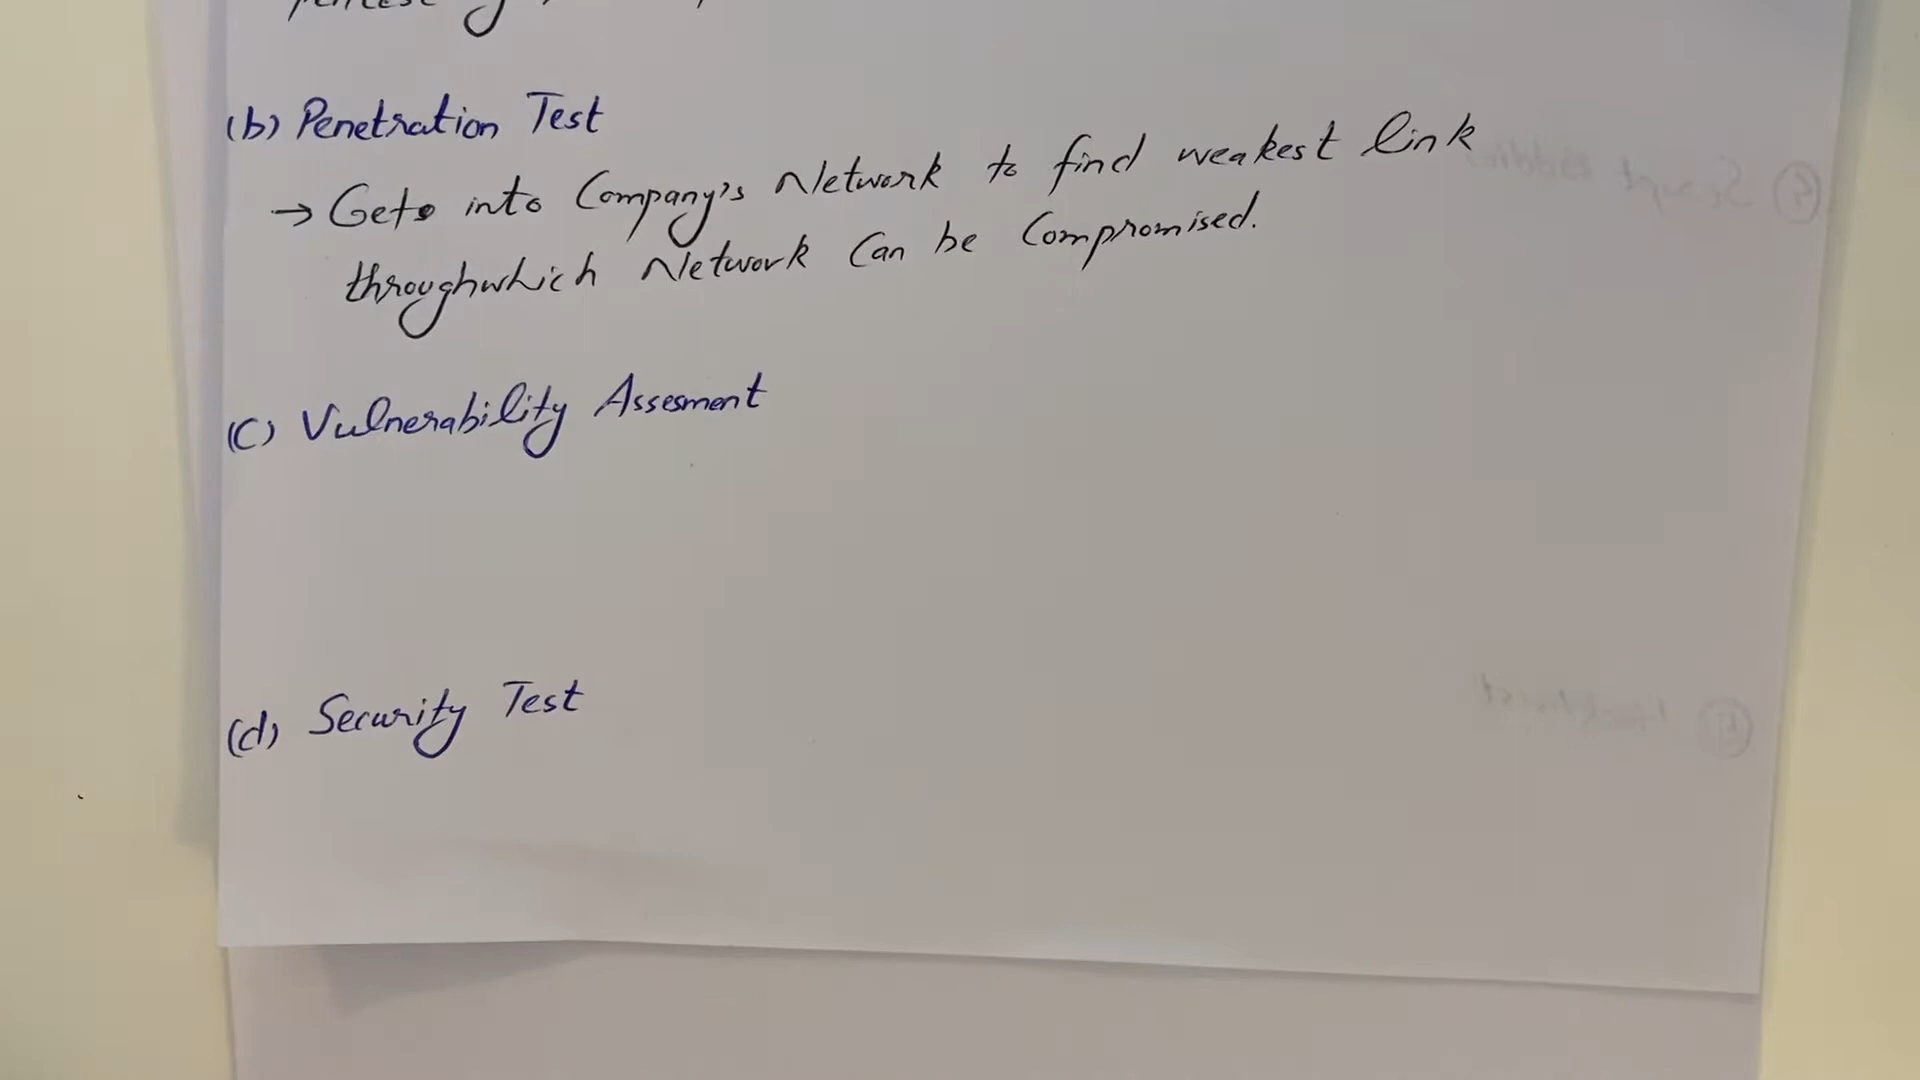 (b) Penetration Test
→ Gets into Company's Network to find weakest link
throughwhich Network Can be Compromised.
(c) Vulnerability Assesment
(d) Security Test